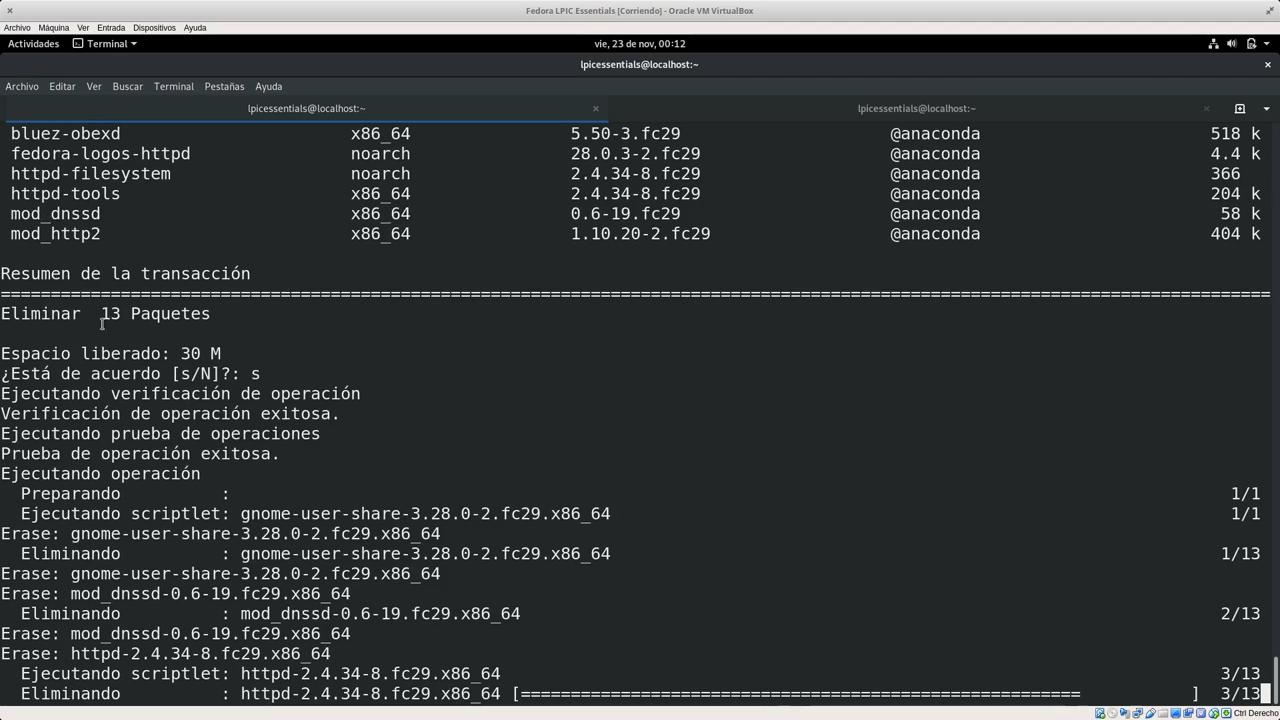 Fedora LPIC Essentials [Corriendo] - Oracle VM VirtualBox
Archivo Máquina Ver Entrada Dispositivos Ayuda
Actividades Terminal vie, 23 de nov, 00:12
lpicessentials@localhost:~
Archivo Editar Ver Buscar Terminal Pestañas Ayuda
lpicessentials@localhost:~ lpicessentials@localhost:~
bluez-obexd x86_64 5.50-3.fc29 @anaconda 518 k
fedora-logos-httpd noarch 28.0.3-2.fc29 @anaconda 4.4 k
httpd-filesystem noarch 2.4.34-8.fc29 @anaconda 366
httpd-tools x86_64 2.4.34-8.fc29 @anaconda 204 k
mod_dnssd x86_64 0.6-19.fc29 @anaconda 58 k
mod_http2 x86_64 1.10.20-2.fc29 @anaconda 404 k
Resumen de la transacción
================================================================================================================================
Eliminar 13 Paquetes
Espacio liberado: 30 M
¿Está de acuerdo [s/N]?: s
Ejecutando verificación de operación
Verificación de operación exitosa.
Ejecutando prueba de operaciones
Prueba de operación exitosa.
Ejecutando operación
Preparando : 1/1
Ejecutando scriptlet: gnome-user-share-3.28.0-2.fc29.x86_64 1/1
Erase: gnome-user-share-3.28.0-2.fc29.x86_64
Eliminando : gnome-user-share-3.28.0-2.fc29.x86_64 1/13
Erase: gnome-user-share-3.28.0-2.fc29.x86_64
Erase: mod_dnssd-0.6-19.fc29.x86_64
Eliminando : mod_dnssd-0.6-19.fc29.x86_64 2/13
Erase: mod_dnssd-0.6-19.fc29.x86_64
Erase: httpd-2.4.34-8.fc29.x86_64
Ejecutando scriptlet: httpd-2.4.34-8.fc29.x86_64 3/13
Eliminando : httpd-2.4.34-8.fc29.x86_64 [======================================================== ] 3/13
Ctrl Derecho